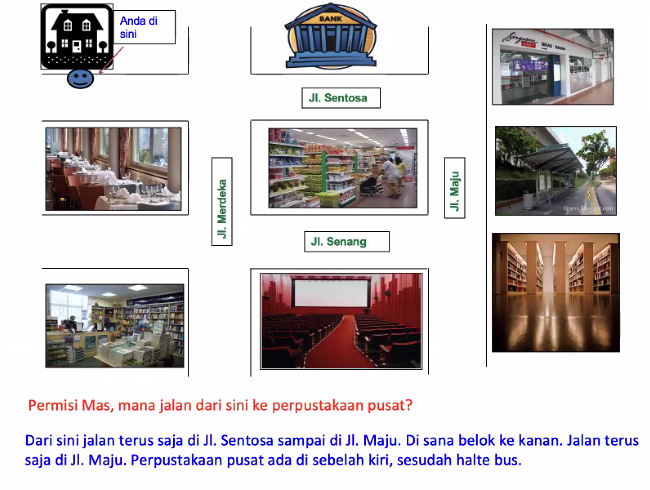 Anda di
sini
BANK
Jl. Sentosa
Jl. Merdeka
Jl. Maju
Jl. Senang
Permisi Mas, mana jalan dari sini ke perpustakaan pusat?
Dari sini jalan terus saja di Jl. Sentosa sampai di Jl. Maju. Di sana belok ke kanan. Jalan terus
saja di Jl. Maju. Perpustakaan pusat ada di sebelah kiri, sesudah halte bus.